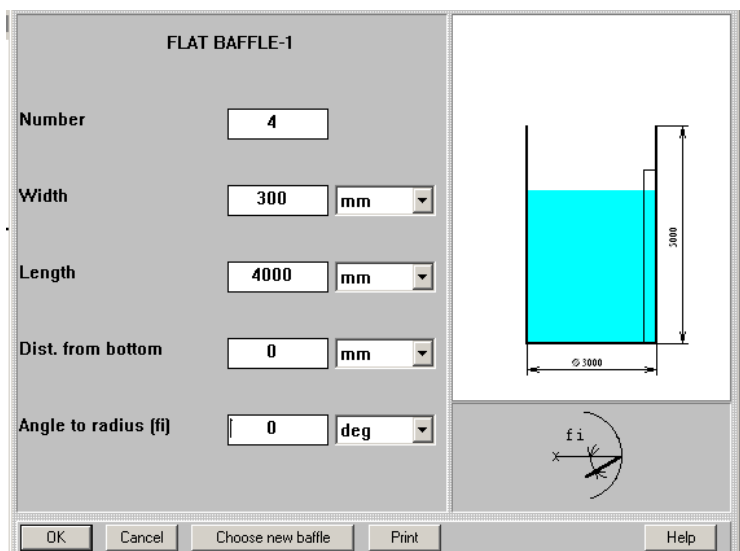 FLAT BAFFLE-1
Number 4
Width 300 mm
Length 4000 mm
Dist. from bottom 0 mm
Angle to radius (fi) 0 deg
5000
⌀ 3000
fi
OK Cancel Choose new baffle Print Help